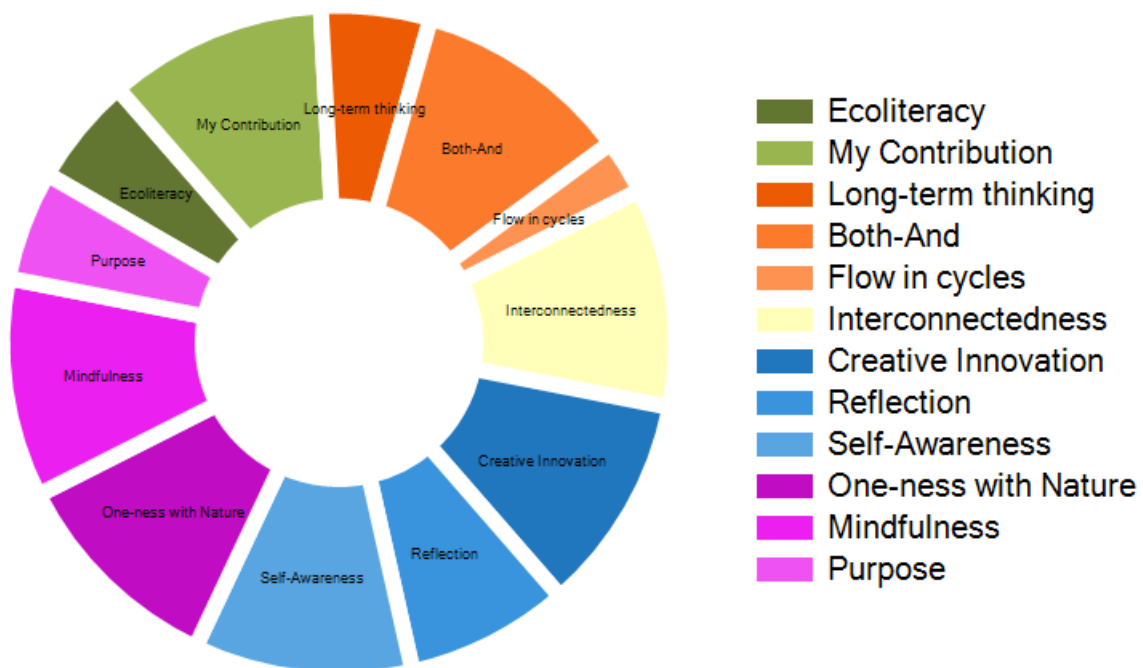 Long-term thinking
My Contribution
Both-And
Ecoliteracy
Flow in cycles
Purpose
Interconnectedness
Mindfulness
Creative Innovation
One-ness with Nature
Reflection
Self-Awareness
Ecoliteracy
My Contribution
Long-term thinking
Both-And
Flow in cycles
Interconnectedness
Creative Innovation
Reflection
Self-Awareness
One-ness with Nature
Mindfulness
Purpose